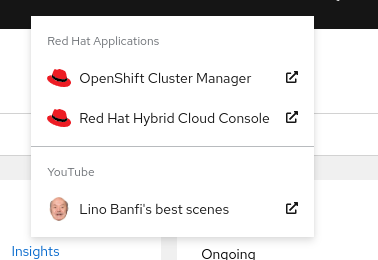 Red Hat Applications
OpenShift Cluster Manager
Red Hat Hybrid Cloud Console
YouTube
Lino Banfi's best scenes
Insights
Ongoing